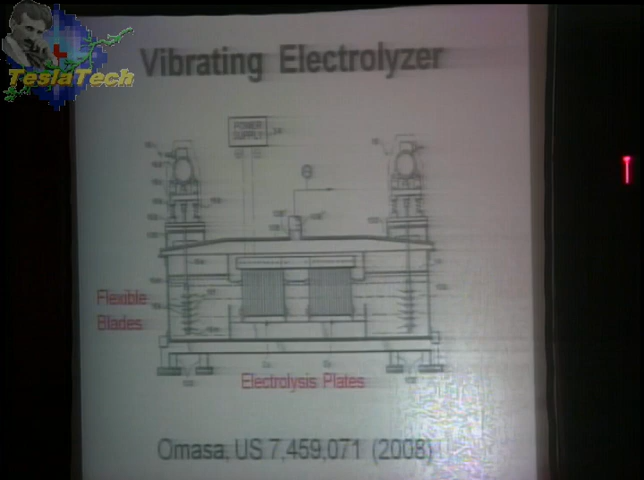 TeslaTech
Vibrating Electrolyzer
POWER
SUPPLY
Flexible
Blades
Electrolysis Plates
Omasa, US 7,459,071 (2008)